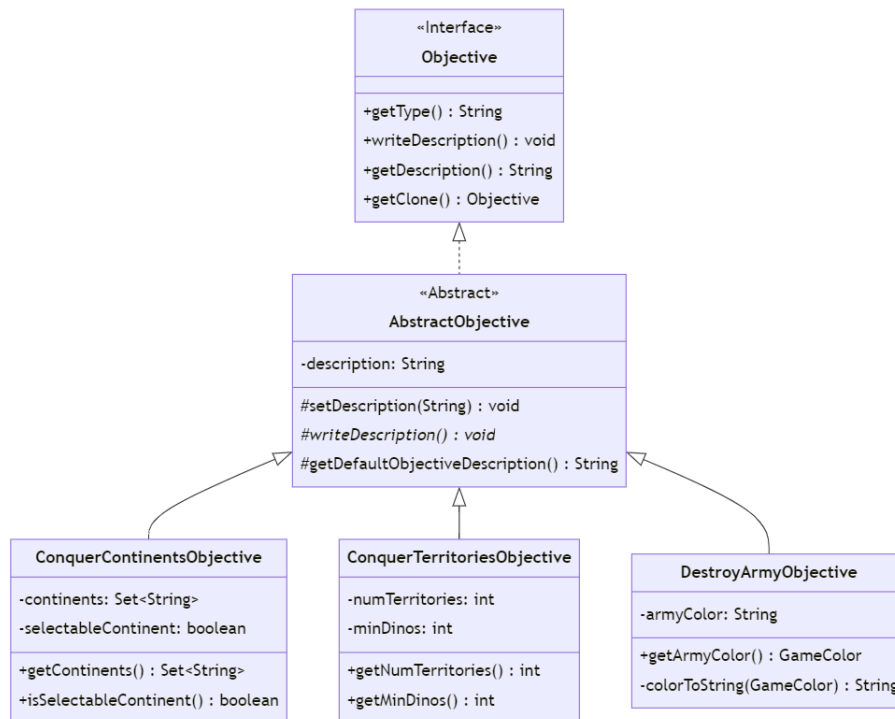 «Interface»
Objective
+getType() : String
+writeDescription() : void
+getDescription() : String
+getClone() : Objective
«Abstract»
AbstractObjective
-description: String
#setDescription(String) : void
#writeDescription() : void
#getDefaultObjectiveDescription() : String
ConquerContinentsObjective
-continents: Set<String>
-selectableContinent: boolean
+getContinents() : Set<String>
+isSelectableContinent() : boolean
ConquerTerritoriesObjective
-numTerritories: int
-minDinos: int
+getNumTerritories() : int
+getMinDinos() : int
DestroyArmyObjective
-armyColor: String
+getArmyColor() : GameColor
-colorToString(GameColor) : String